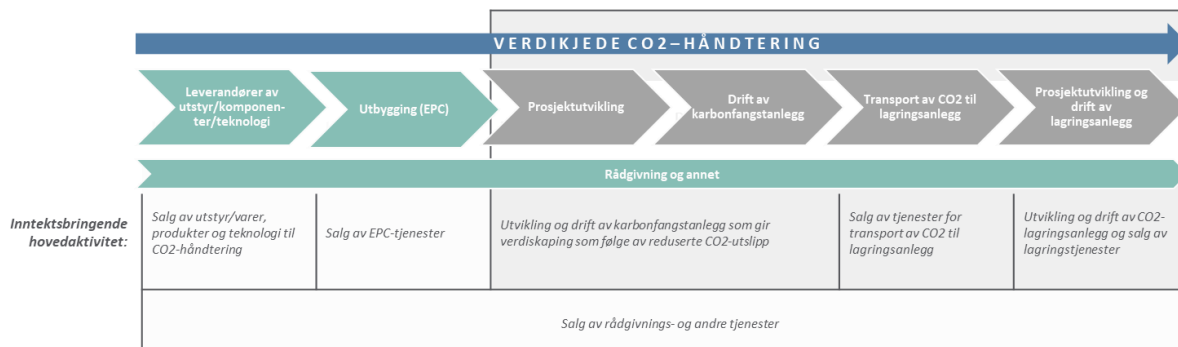 VERDIKJEDE CO2–HÅNDTERING
Leverandører av
utstyr/komponen-
ter/teknologi
Utbygging (EPC)
Prosjektutvikling
Drift av
karbonfangstanlegg
Transport av CO2 til
lagringsanlegg
Prosjektutvikling og
drift av
lagringsanlegg
Rådgivning og annet
Inntektsbringende
hovedaktivitet:
Salg av utstyr/varer,
produkter og teknologi til
CO2-håndtering
Salg av EPC-tjenester
Utvikling og drift av karbonfangstanlegg som gir
verdiskaping som følge av reduserte CO2-utslipp
Salg av tjenester for
transport av CO2 til
lagringsanlegg
Utvikling og drift av CO2-
lagringsanlegg og salg av
lagringstjenester
Salg av rådgivnings- og andre tjenester